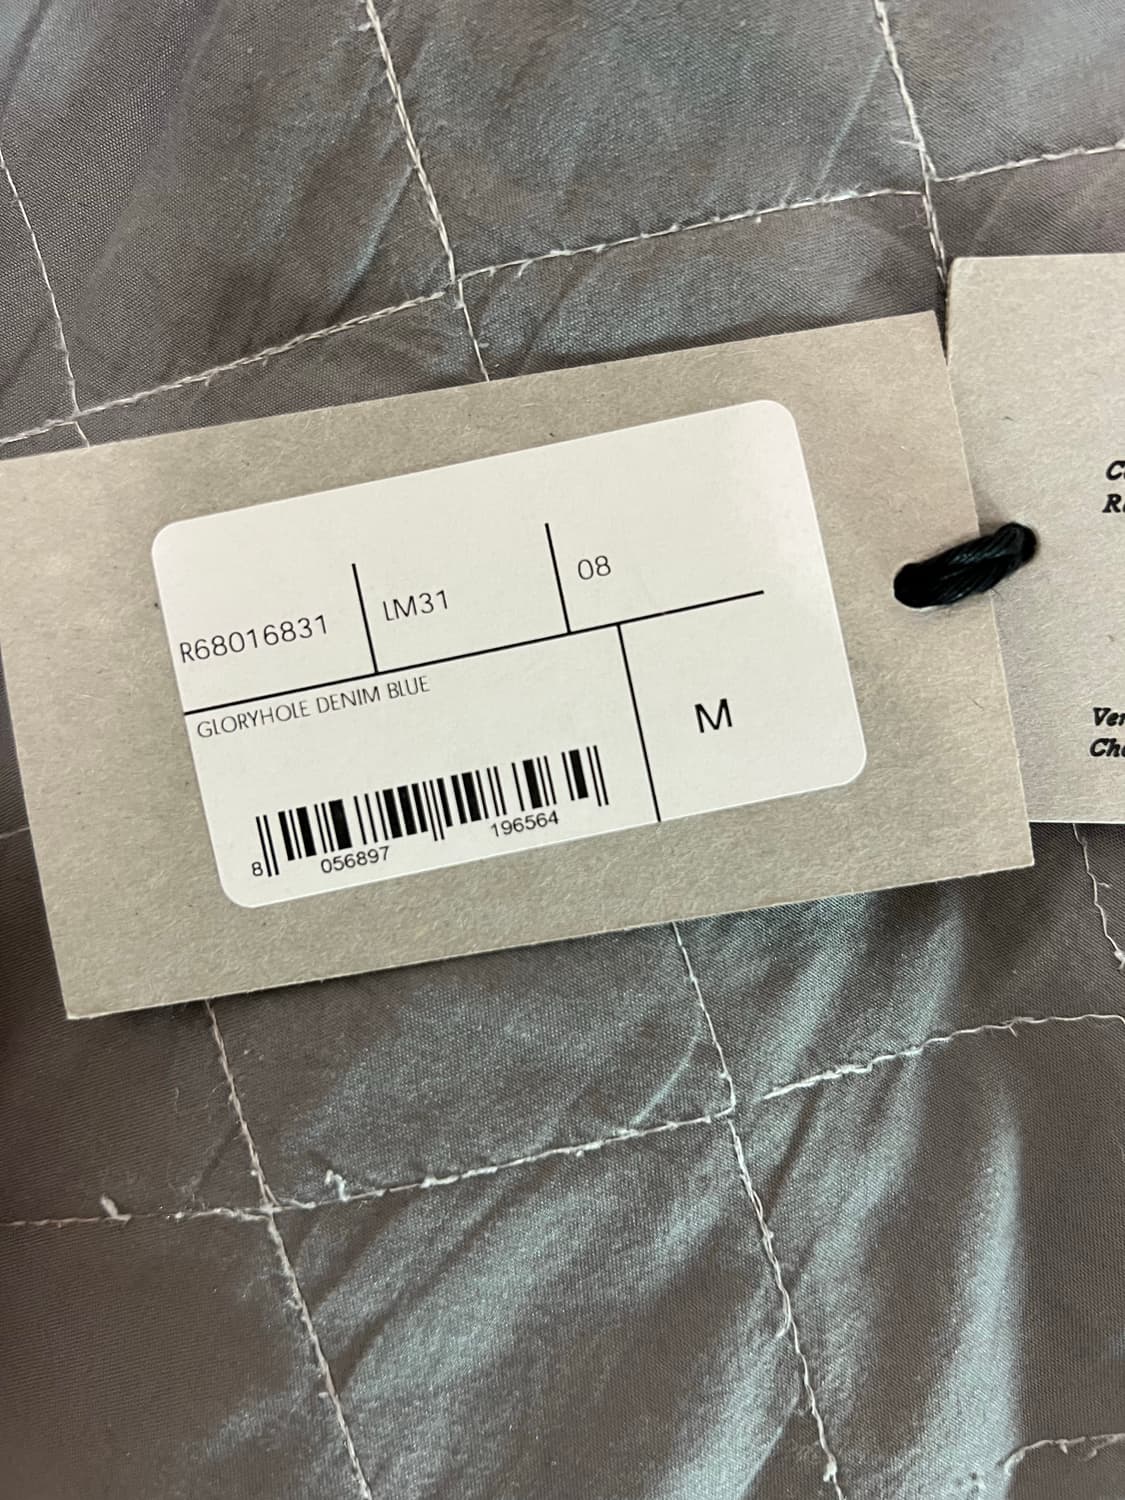 R68016831
LM31
08
GLORYHOLE DENIM BLUE
M
8 056897 196564